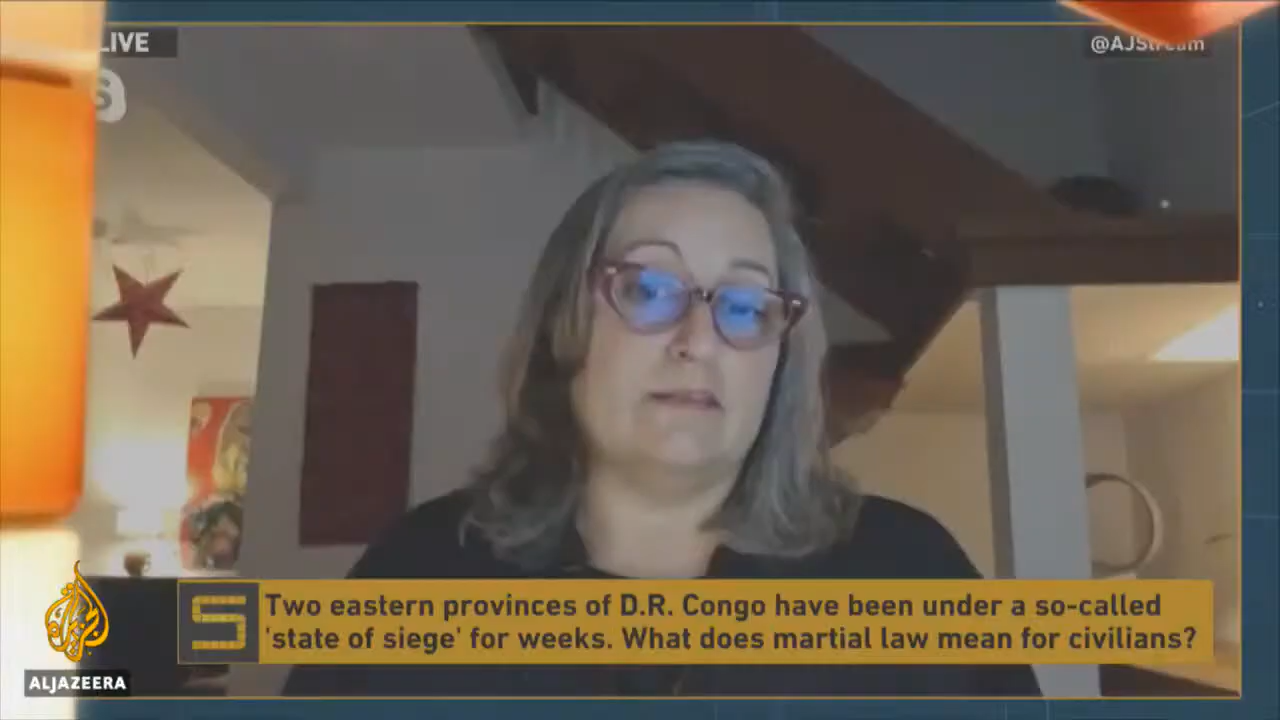 LIVE
@AJStream
S
Two eastern provinces of D.R. Congo have been under a so-called
'state of siege' for weeks. What does martial law mean for civilians?
ALJAZEERA